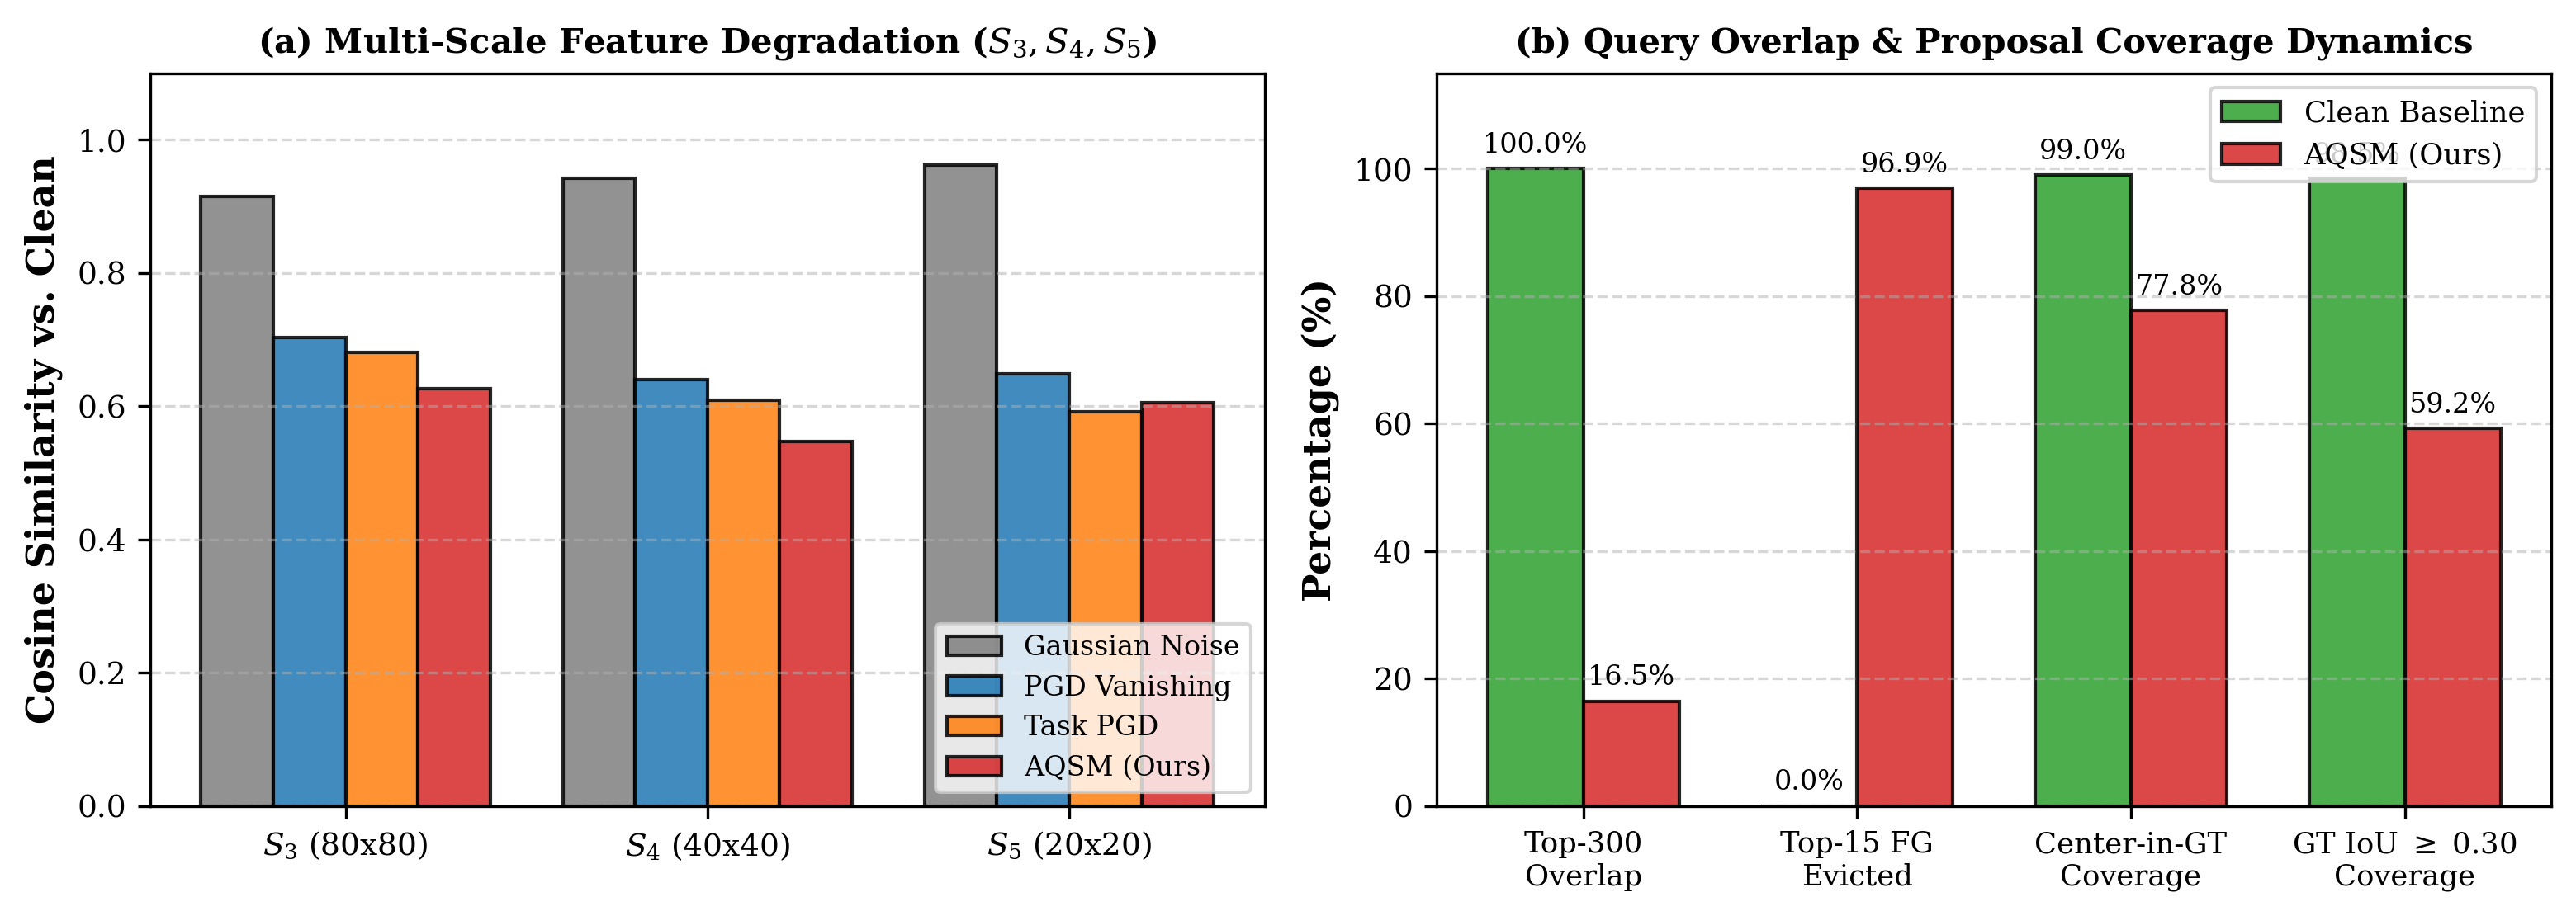 (a) Multi-Scale Feature Degradation (S₃, S₄, S₅)
Cosine Similarity vs. Clean
1.0
0.8
0.6
0.4
0.2
0.0
Gaussian Noise
PGD Vanishing
Task PGD
AQSM (Ours)
S₃ (80x80)
S₄ (40x40)
S₅ (20x20)
(b) Query Overlap & Proposal Coverage Dynamics
Percentage (%)
100
80
60
40
20
0
Clean Baseline
AQSM (Ours)
100.0%
16.5%
0.0%
96.9%
99.0%
77.8%
59.2%
Top-300
Overlap
Top-15 FG
Evicted
Center-in-GT
Coverage
GT IoU ≥ 0.30
Coverage